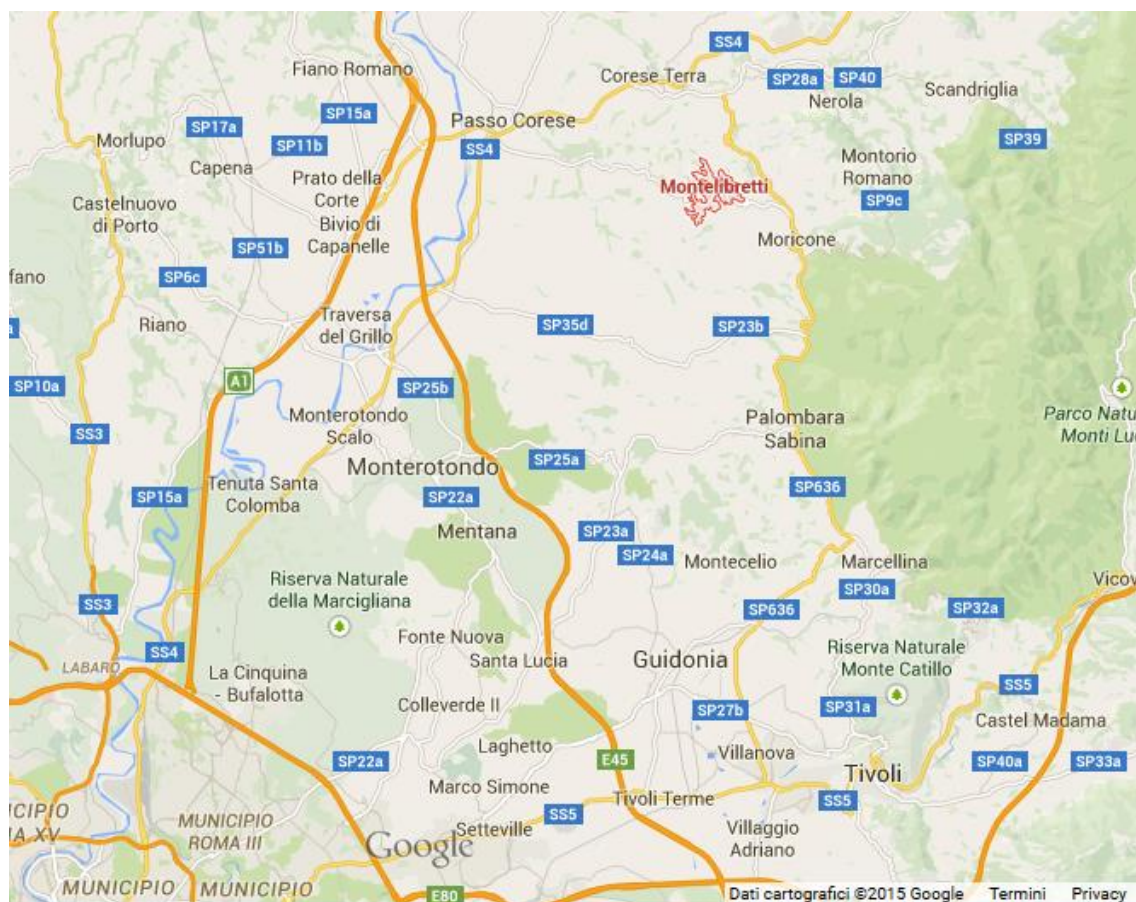 SS4
Fiano Romano
Corese Terra
SP28a
SP40
Nerola
Scandriglia
SP15a
SP17a
Passo Corese
Morlupo
SP11b
SS4
SP39
Capena
Prato della
Corte
Montelibretti
Montorio
Romano
SP9c
Castelnuovo
di Porto
Bivio di
Capanelle
SP51b
Moricone
fano
SP6c
Riano
Traversa
del Grillo
SP35d
SP23b
SP10a
A1
SP25b
Parco Natu
Monti Luc
SS3
Monterotondo
Scalo
Palombara
Sabina
Monterotondo
SP25a
SP15a
Tenuta Santa
Colomba
SP22a
SP636
Mentana
SP23a
SP24a
Montecelio
Marcellina
Riserva Naturale
della Marcigliana
SP30a
Vicov
SS3
SP636
SP32a
SS4
LABARO
Fonte Nuova
Santa Lucia
Guidonia
Riserva Naturale
Monte Catillo
La Cinquina
- Bufalotta
SS5
Colleverde II
SP27b
SP31a
Castel Madama
Laghetto
E45
Villanova
SP22a
SP40a
SP33a
Marco Simone
Tivoli
Tivoli Terme
SS5
MUNICIPIO
ROMA III
SS5
Setteville
Villaggio
Adriano
Google
MUNICIPIO
MUNICIPIO
E80
Dati cartografici ©2015 Google Termini Privacy